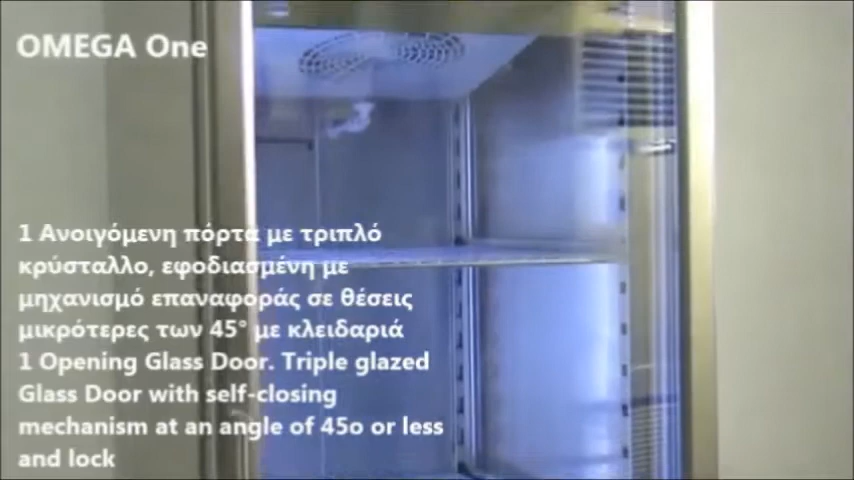 OMEGA One
1 Ανοιγόμενη πόρτα με τριπλό
κρύσταλλο, εφοδιασμένη με
μηχανισμό επαναφοράς σε θέσεις
μικρότερες των 45° με κλειδαριά
1 Opening Glass Door. Triple glazed
Glass Door with self-closing
mechanism at an angle of 45o or less
and lock